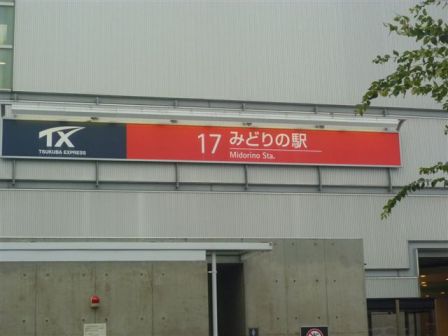 TX
TSUKUBA EXPRESS
17 みどりの駅
Midorino Sta.